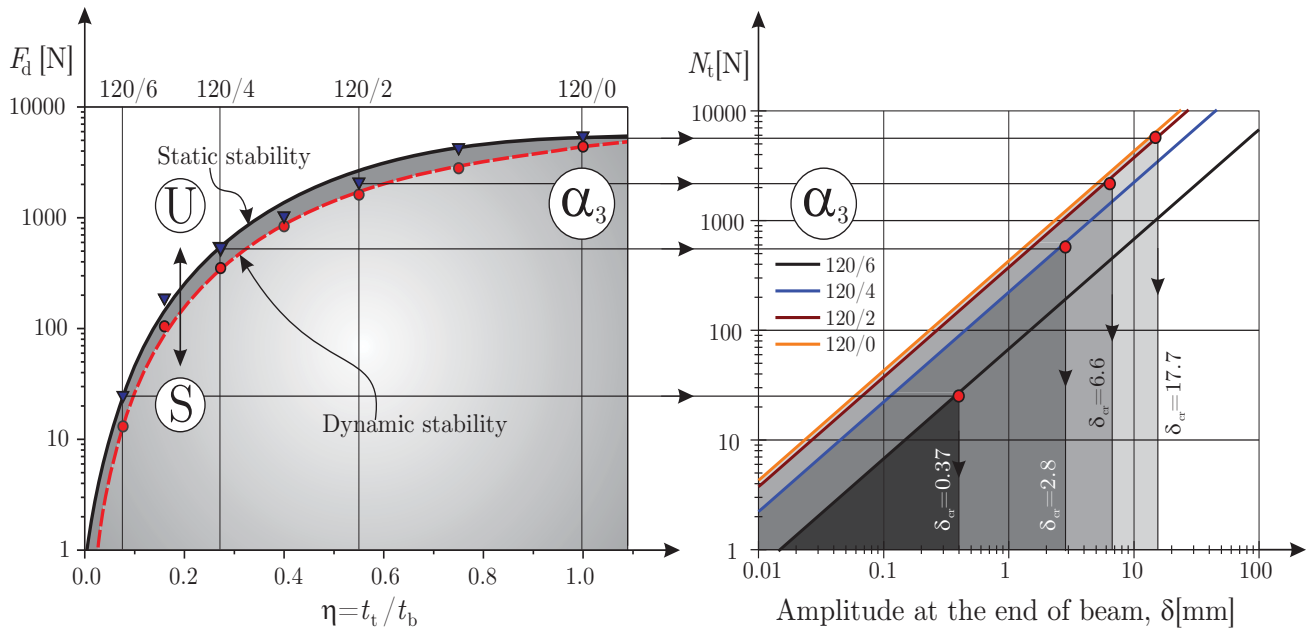 F_d [N]
120/6 120/4 120/2 120/0
10000
1000
100
10
1
Static stability
U
S
α₃
Dynamic stability
0.0 0.2 0.4 0.6 0.8 1.0
η=t_t/t_b
N_t[N]
10000
1000
100
10
1
α₃
120/6
120/4
120/2
120/0
δ_cr=0.37
δ_cr=2.8
δ_cr=6.6
δ_cr=17.7
0.01 0.1 1 10 100
Amplitude at the end of beam, δ[mm]